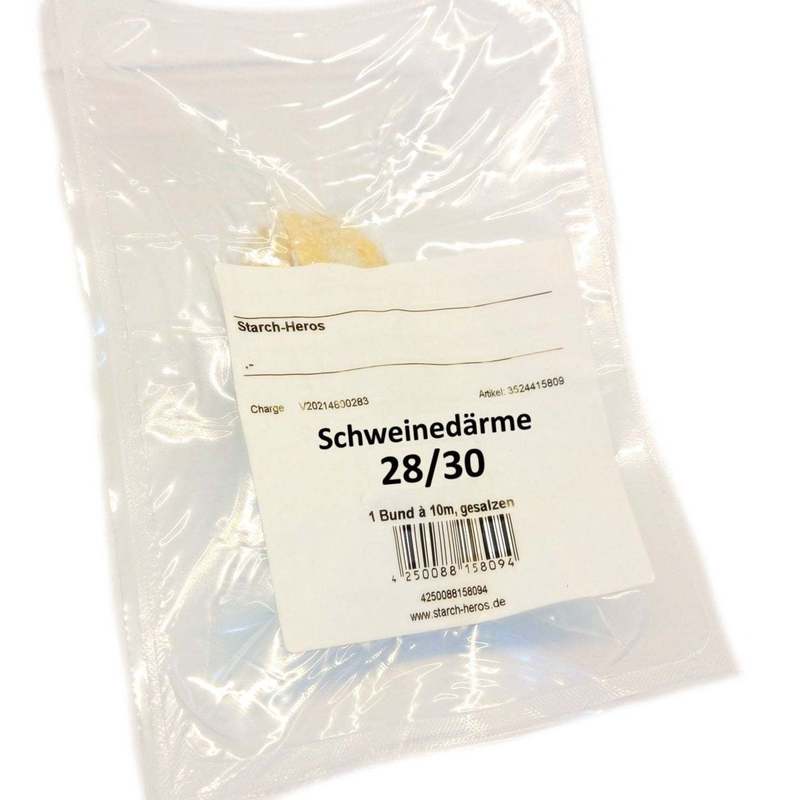 Starch-Heros
,-
Charge V20214800283 Artikel: 3524415809
Schweinedärme
28/30
1 Bund à 10m, gesalzen
4 250088 158094
4250088158094
www.starch-heros.de